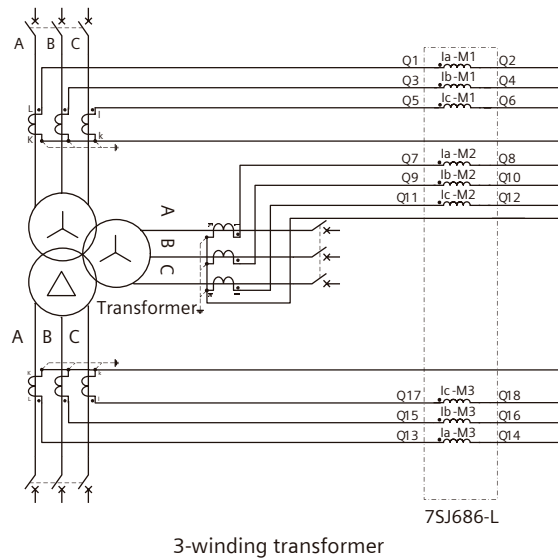 A B C
Q1 Ia-M1 Q2
Q3 Ib-M1 Q4
Q5 Ic-M1 Q6
L l
K k
Q7 Ia-M2 Q8
Q9 Ib-M2 Q10
Q11 Ic-M2 Q12
A
B
C
Transformer
A B C
K k
L l
Q17 Ic-M3 Q18
Q15 Ib-M3 Q16
Q13 Ia-M3 Q14
7SJ686-L
3-winding transformer